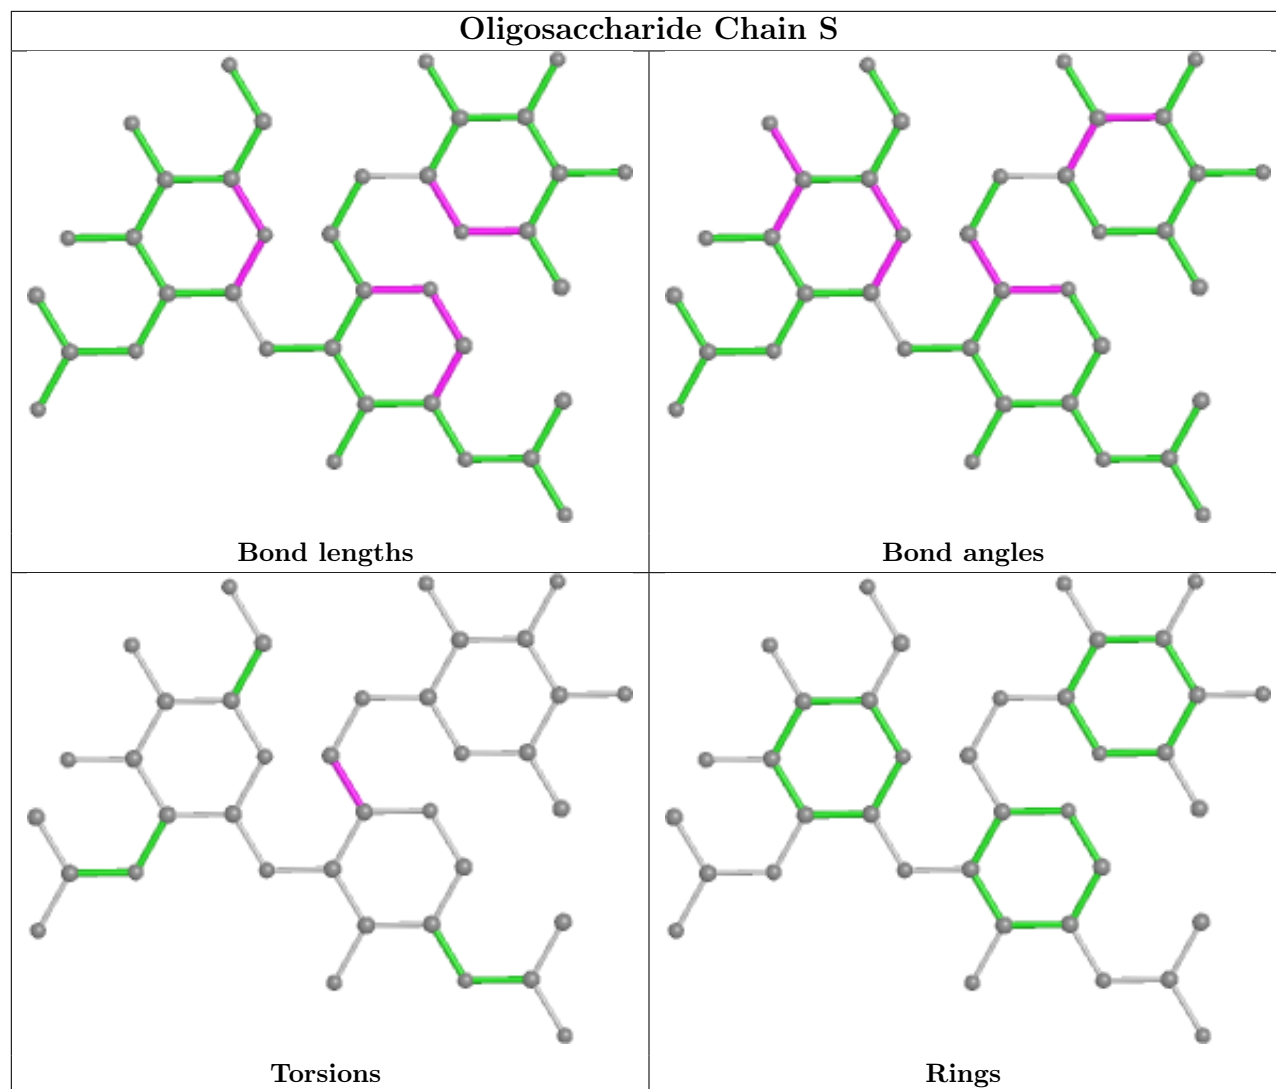 Oligosaccharide Chain S
Bond lengths
Bond angles
Torsions
Rings